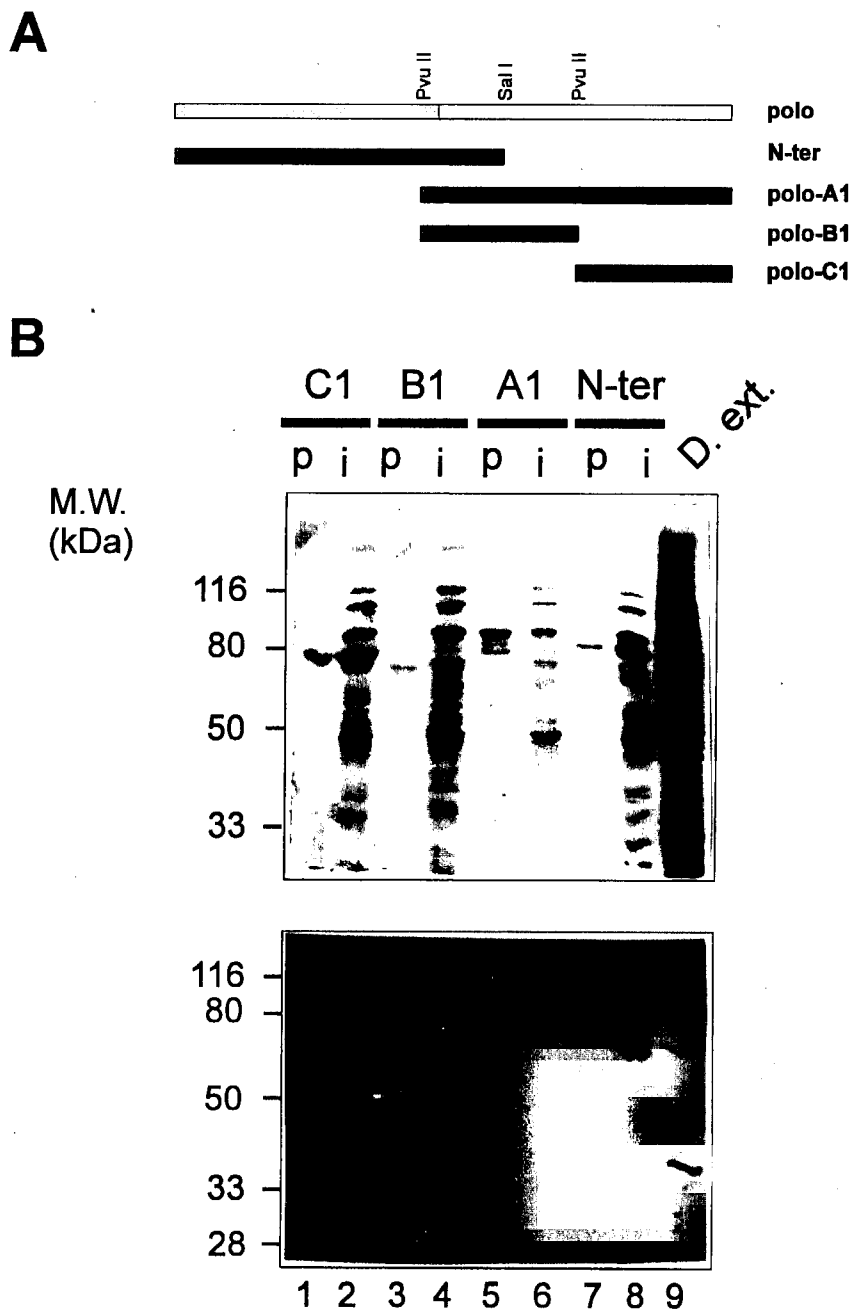 A
Pvu II
Sal I
Pvu II
polo
N-ter
polo-A1
polo-B1
polo-C1
B
C1 B1 A1 N-ter D. ext.
p i p i p i p i
M.W.
(kDa)
116
80
50
33
116
80
50
33
28
1 2 3 4 5 6 7 8 9